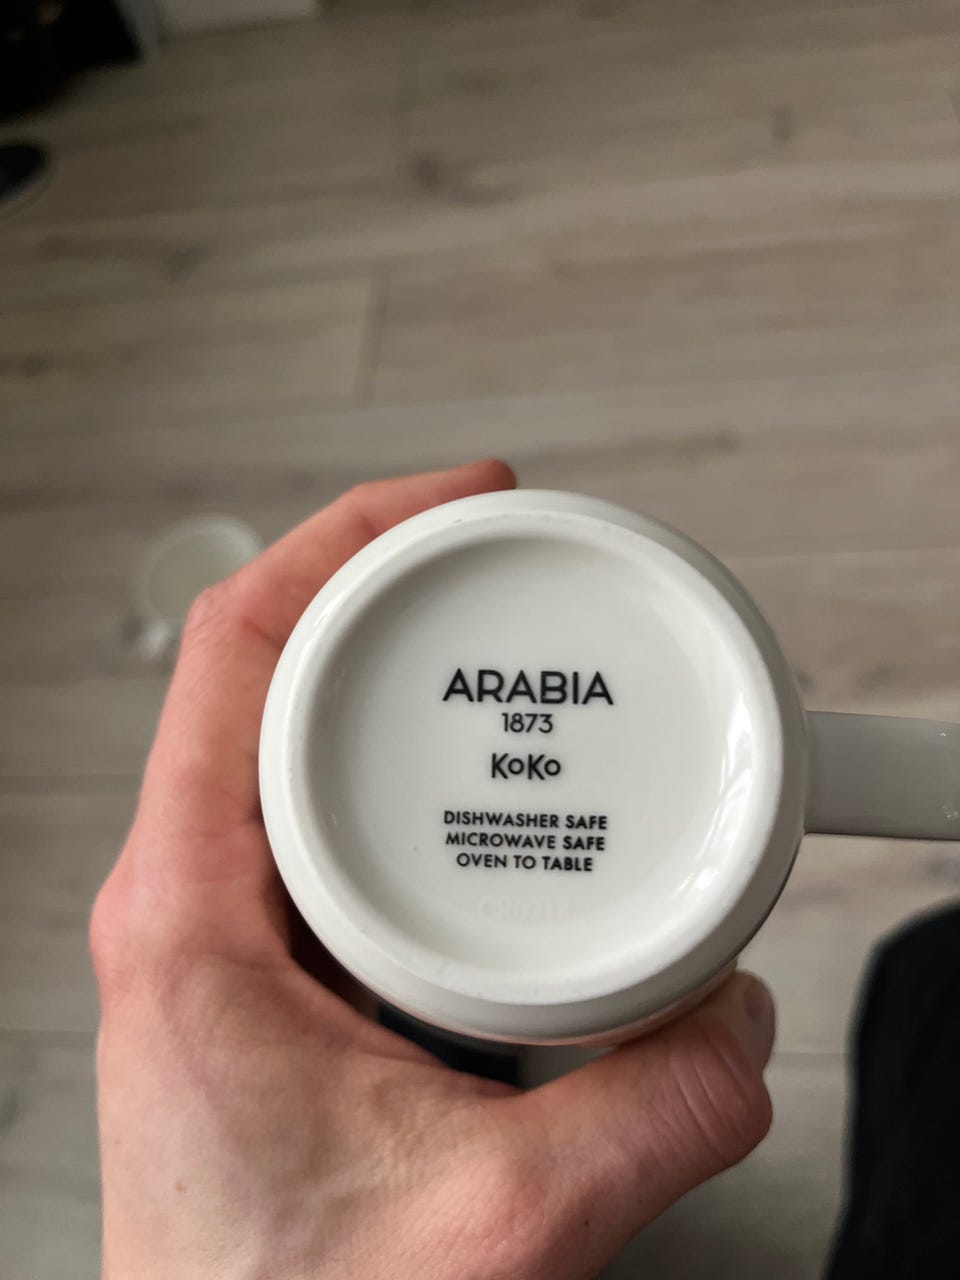 ARABIA
1873
KoKo
DISHWASHER SAFE
MICROWAVE SAFE
OVEN TO TABLE